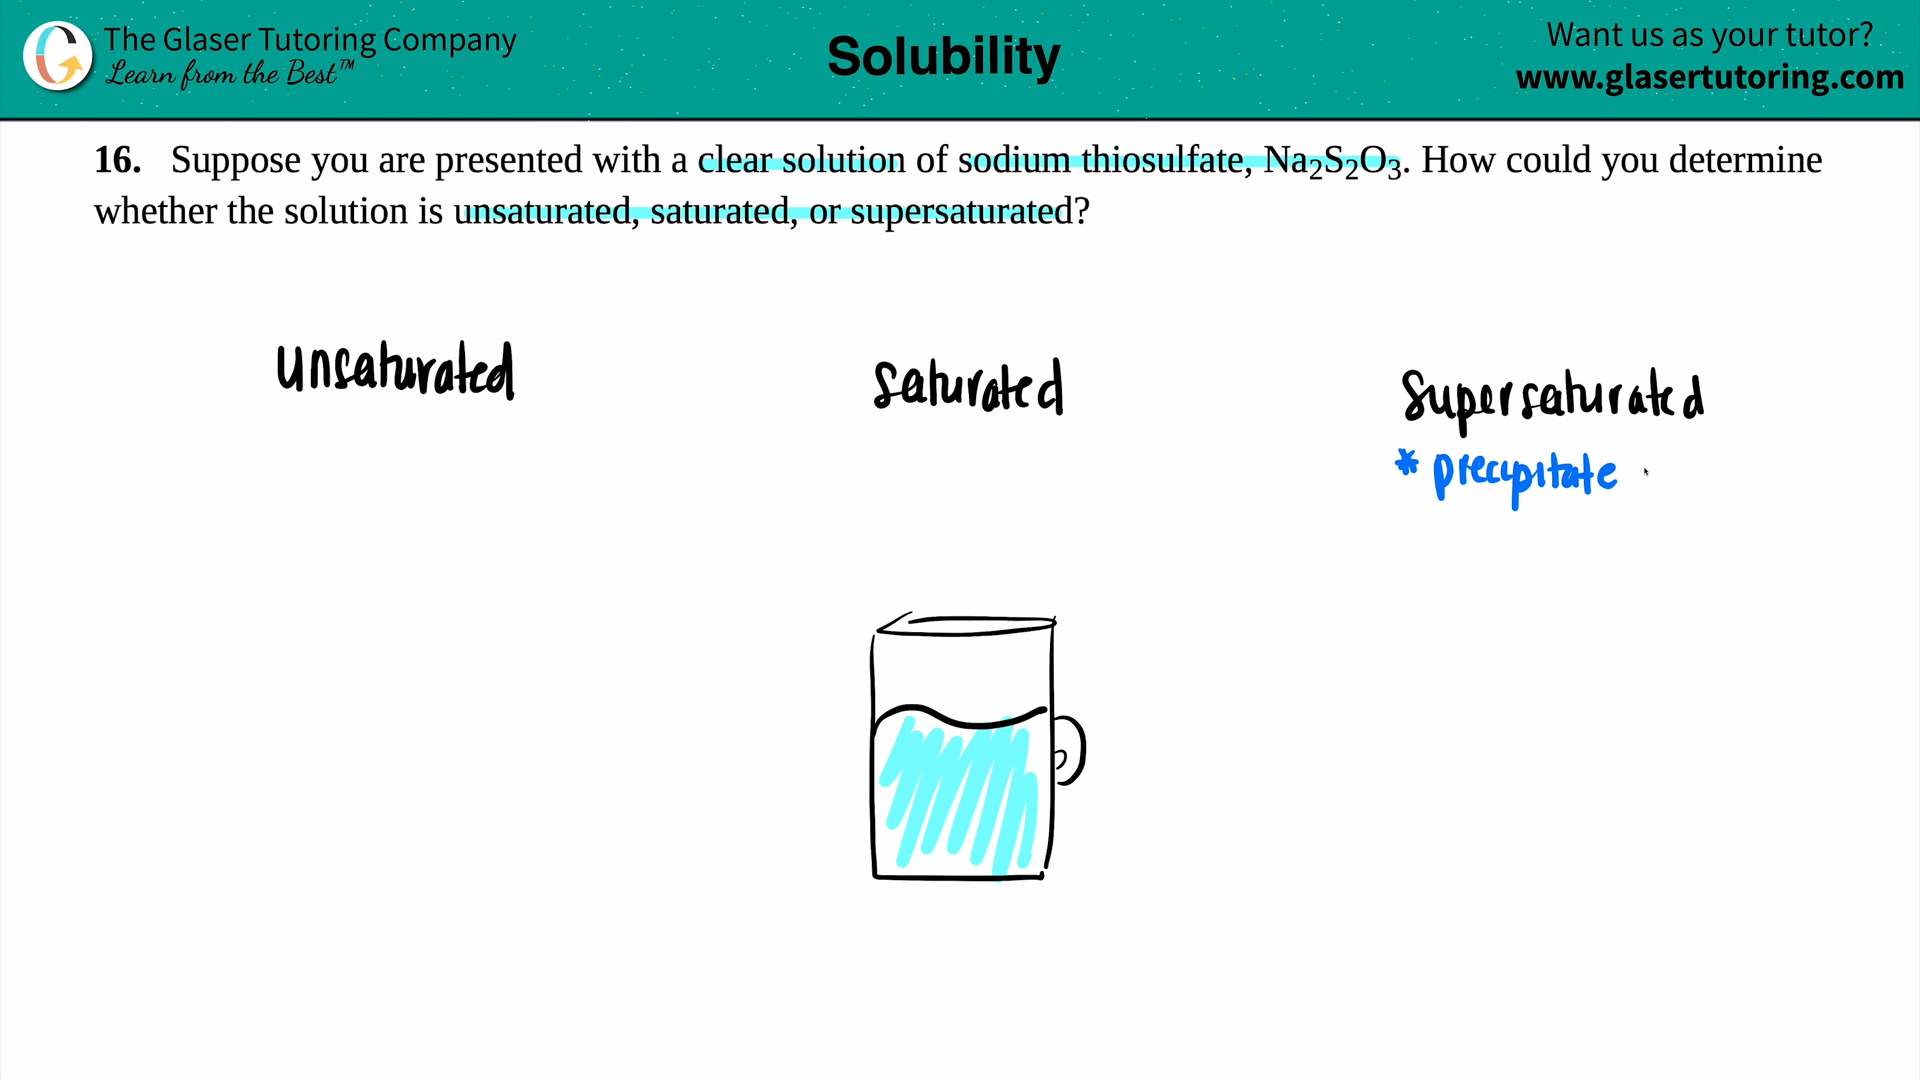 The Glaser Tutoring Company
Learn from the Best™
Solubility
Want us as your tutor?
www.glasertutoring.com
16. Suppose you are presented with a clear solution of sodium thiosulfate, Na₂S₂O₃. How could you determine
whether the solution is unsaturated, saturated, or supersaturated?
unsaturated
saturated
supersaturated
* precipitate